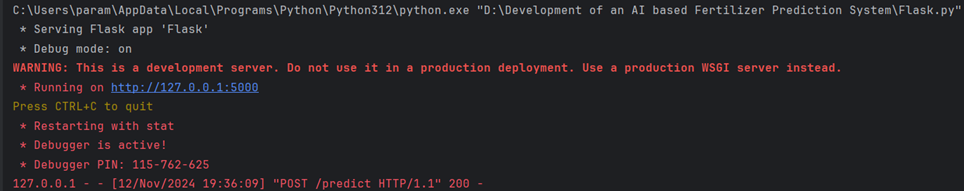 C:\Users\param\AppData\Local\Programs\Python\Python312\python.exe "D:\Development of an AI based Fertilizer Prediction System\Flask.py"
 * Serving Flask app 'Flask'
 * Debug mode: on
WARNING: This is a development server. Do not use it in a production deployment. Use a production WSGI server instead.
 * Running on http://127.0.0.1:5000
Press CTRL+C to quit
 * Restarting with stat
 * Debugger is active!
 * Debugger PIN: 115-762-625
127.0.0.1 - - [12/Nov/2024 19:36:09] "POST /predict HTTP/1.1" 200 -